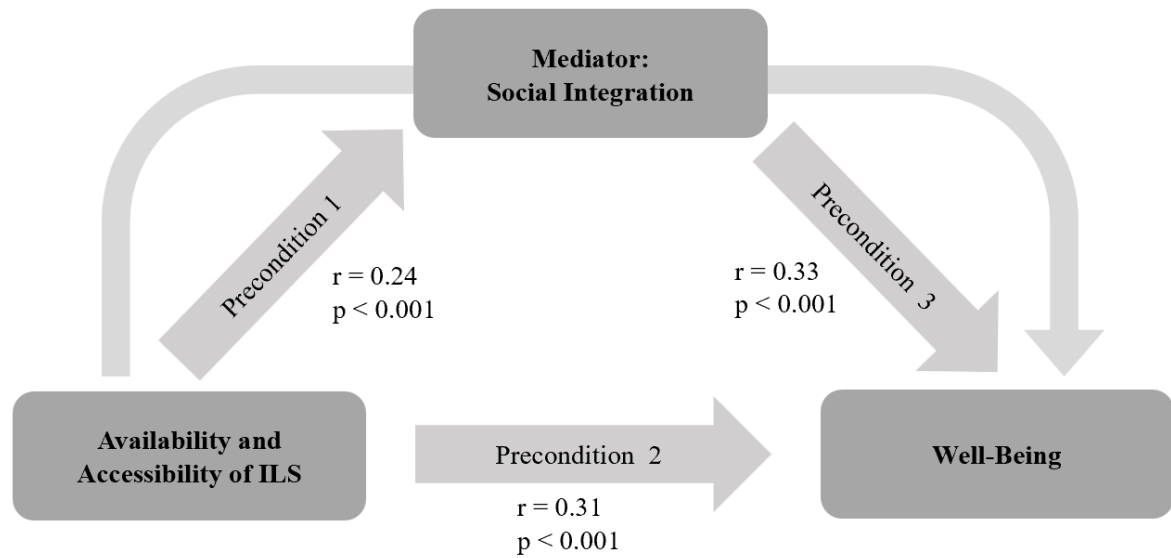 Mediator:
Social Integration
Precondition 1
r = 0.24
p < 0.001
Precondition 3
r = 0.33
p < 0.001
Availability and
Accessibility of ILS
Precondition 2
r = 0.31
p < 0.001
Well-Being